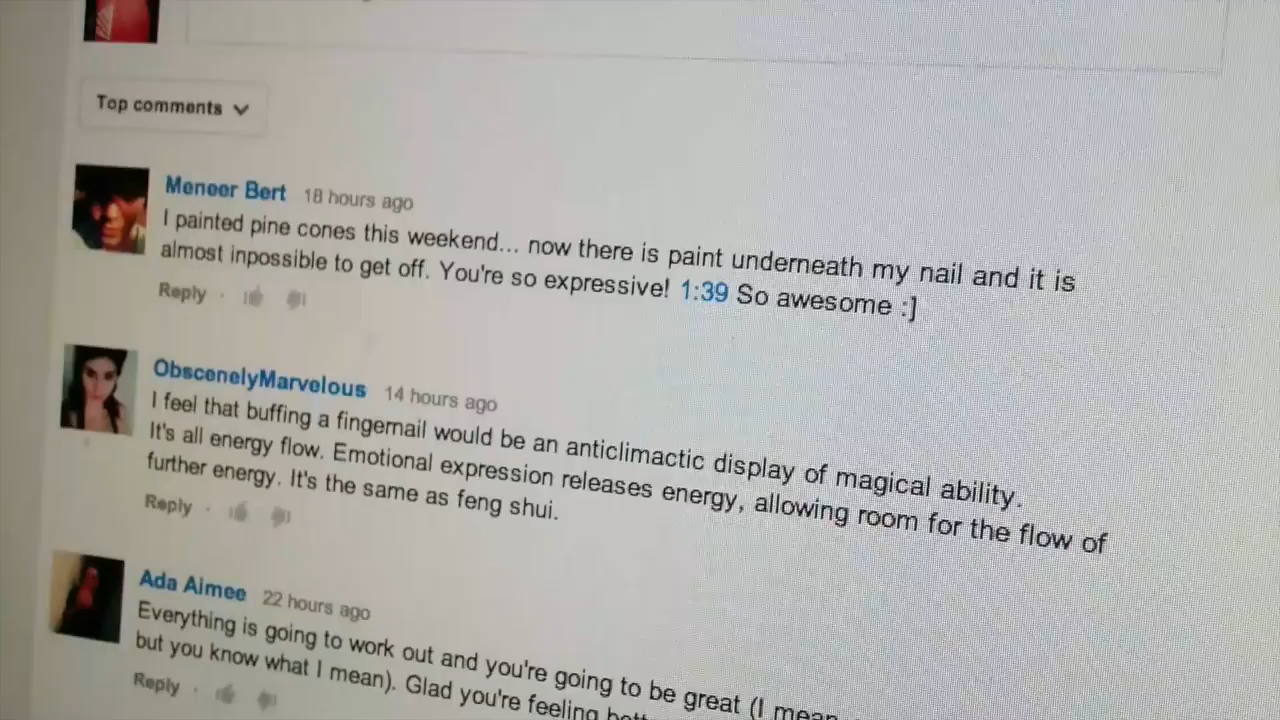 Top comments
Meneer Bert 18 hours ago
I painted pine cones this weekend... now there is paint underneath my nail and it is
almost inpossible to get off. You're so expressive! 1:39 So awesome :]
Reply
ObscenelyMarvelous 14 hours ago
I feel that buffing a fingernail would be an anticlimactic display of magical ability.
It's all energy flow. Emotional expression releases energy, allowing room for the flow of
further energy. It's the same as feng shui.
Reply
Ada Aimee 22 hours ago
Everything is going to work out and you're going to be great (I mean
but you know what I mean). Glad you're feeling
Reply